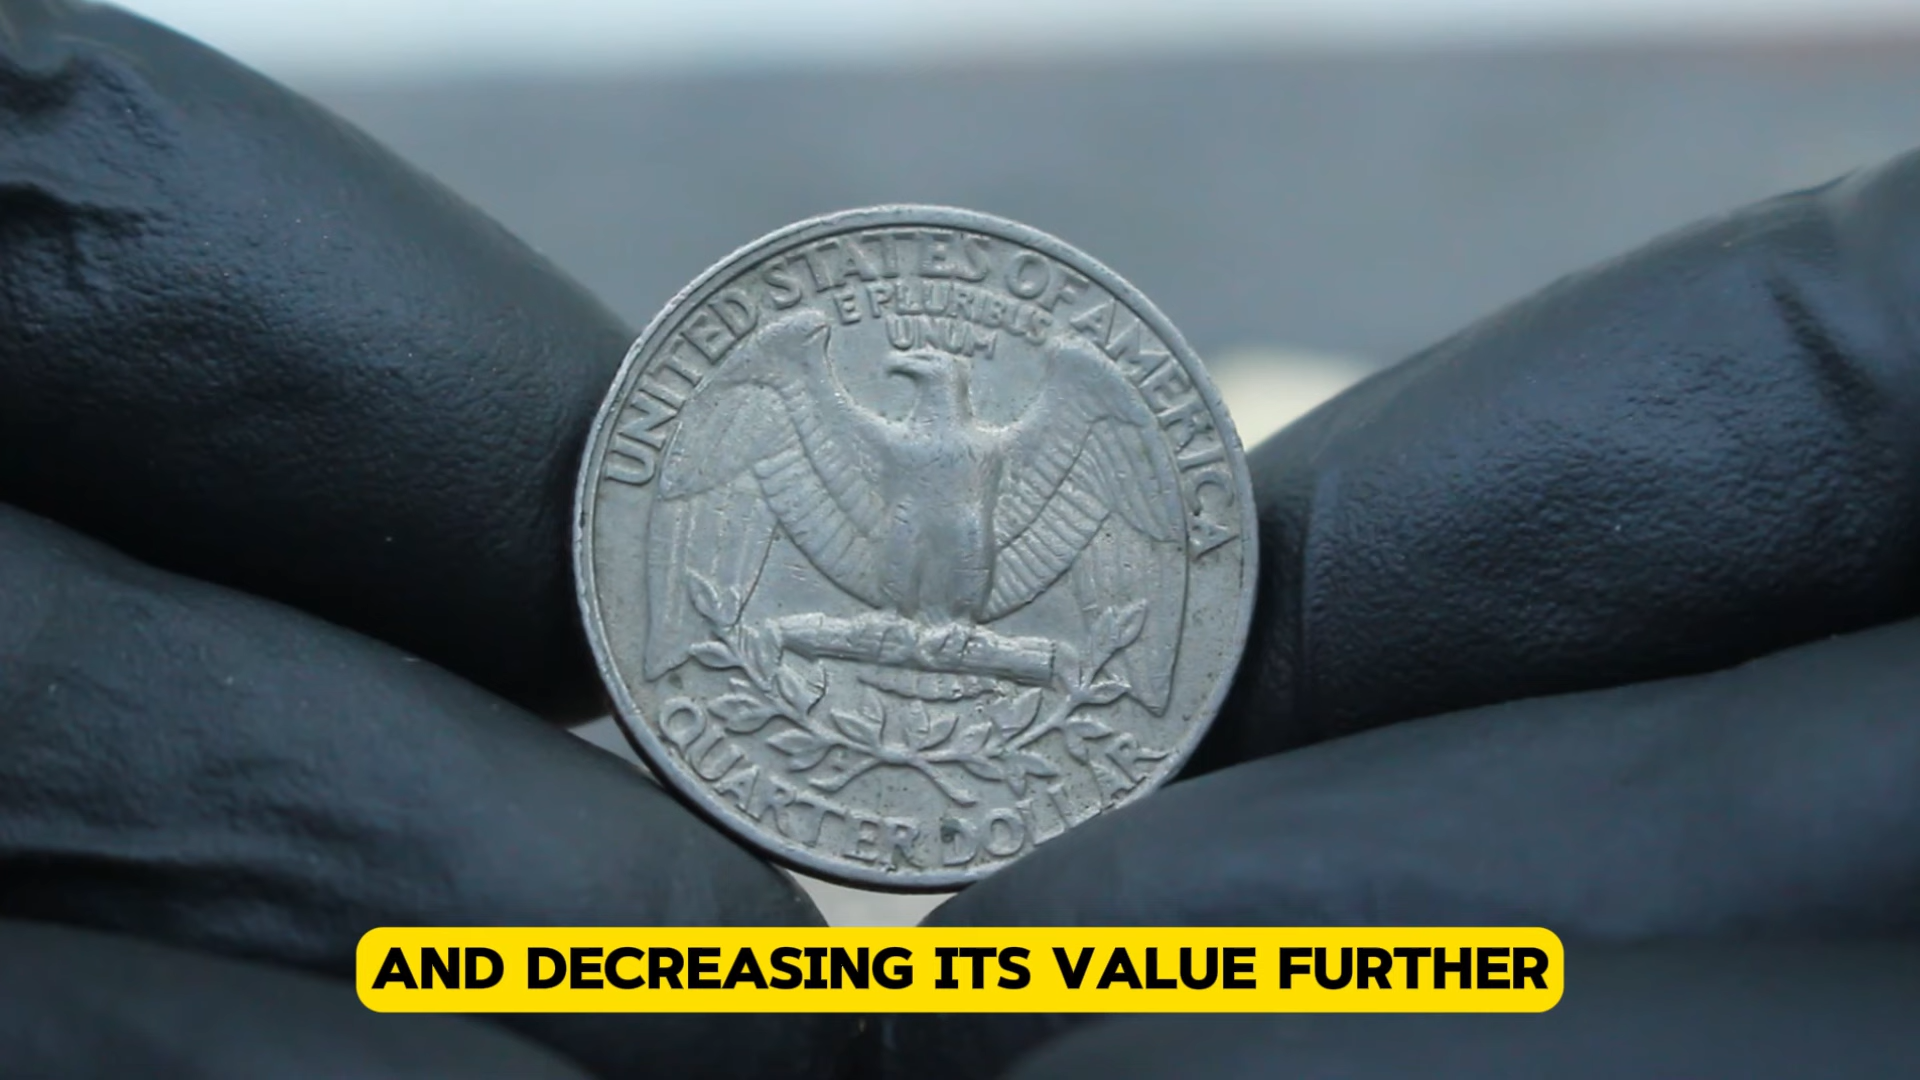 UNITED STATES OF AMERICA
E PLURIBUS
UNUM
QUARTER DOLLAR
AND DECREASING ITS VALUE FURTHER